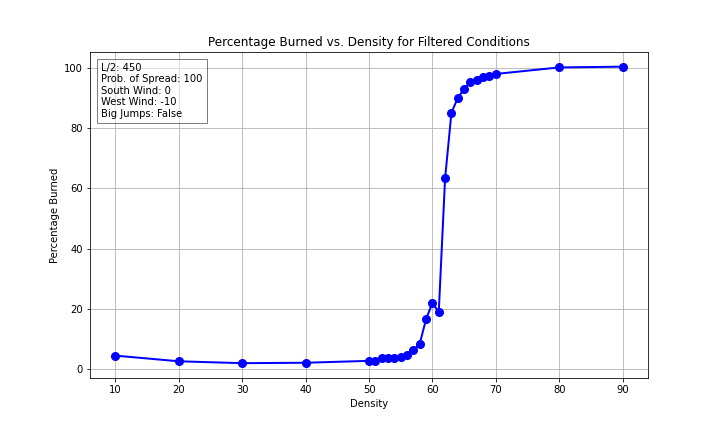 Percentage Burned vs. Density for Filtered Conditions
L/2: 450
Prob. of Spread: 100
South Wind: 0
West Wind: -10
Big Jumps: False
Percentage Burned
100
80
60
40
20
0
10 20 30 40 50 60 70 80 90
Density